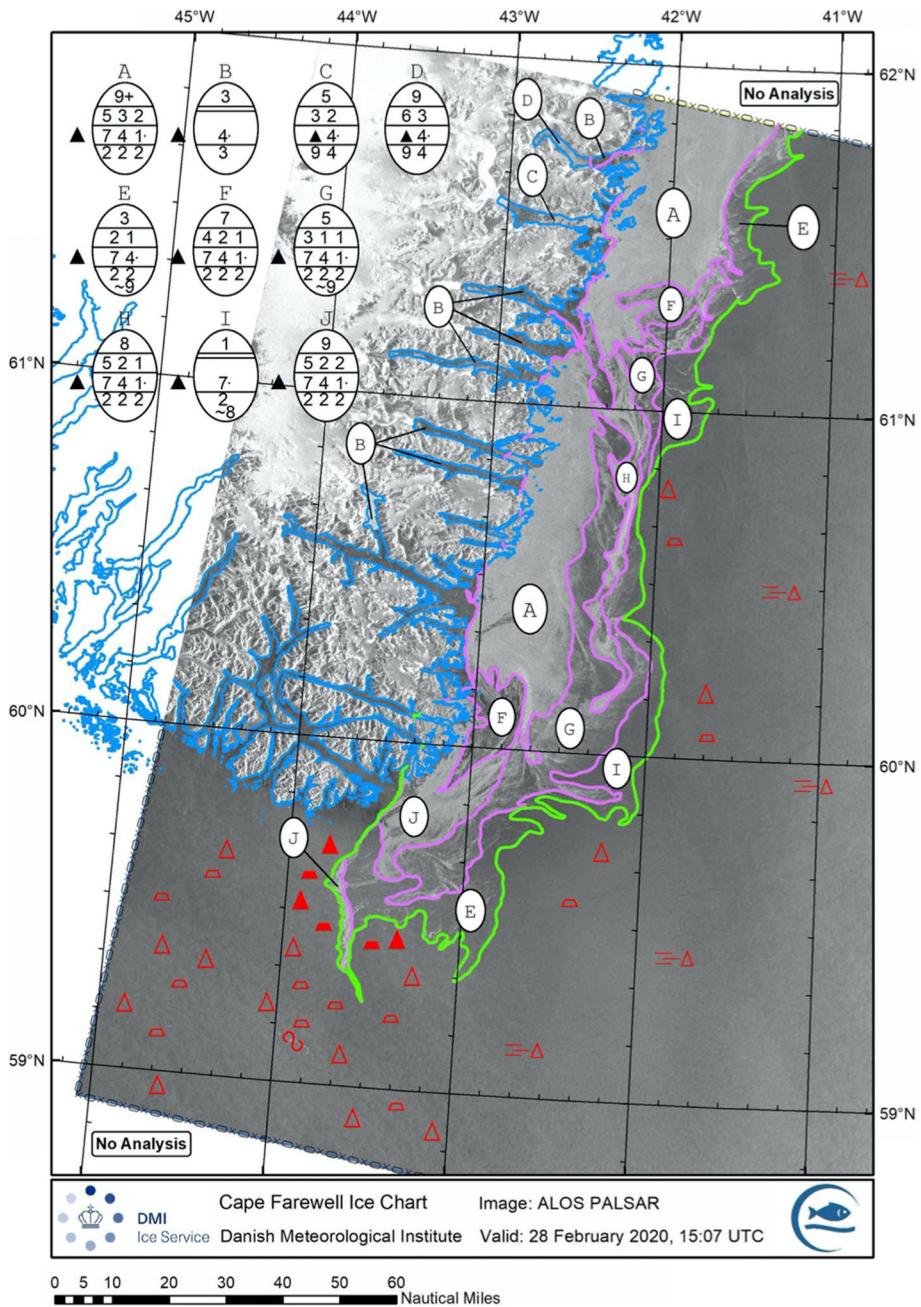 45°W 44°W 43°W 42°W 41°W
62°N
No Analysis
A B C D
9+ 3 5 9
5 3 2 3 2 6 3
7 4 1· 4· ▲ 4· ▲ 4·
2 2 2 3 9 4 9 4
E F G
3 7 5
2 1 4 2 1 3 1 1
7 4· 7 4 1· 7 4 1·
2 2 2 2 2 2 2 2
~9 ~9
H I J
8 1 9
5 2 1 5 2 2
7 4 1· 7· 7 4 1·
2 2 2 2 2 2 2
~8
D
B
C
A
E
B
F
61°N
G
I
61°N
B
H
A
60°N
F
G
60°N
I
J
J
E
59°N
59°N
No Analysis
DMI
Ice Service
Cape Farewell Ice Chart Image: ALOS PALSAR
Danish Meteorological Institute Valid: 28 February 2020, 15:07 UTC
0 5 10 20 30 40 50 60
Nautical Miles